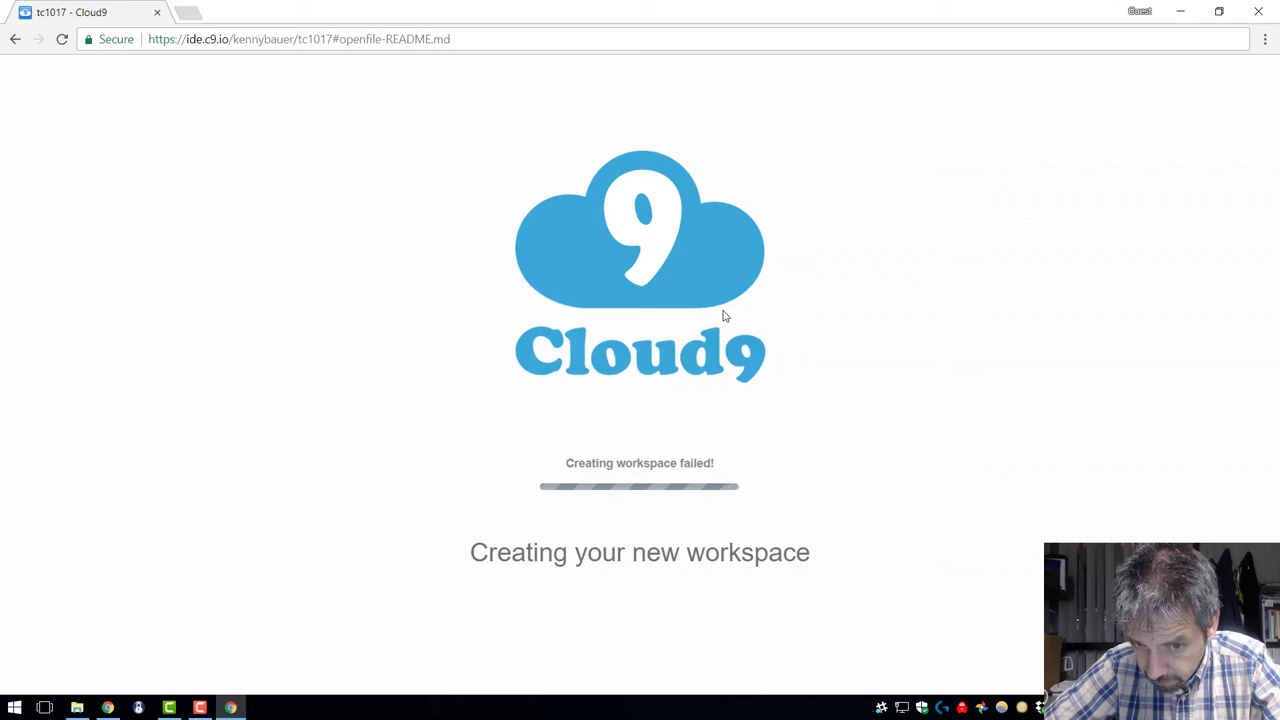 tc1017 - Cloud9
Guest
Secure
https://ide.c9.io/kennybauer/tc1017#openfile-README.md
9
Cloud9
Creating workspace failed!
Creating your new workspace